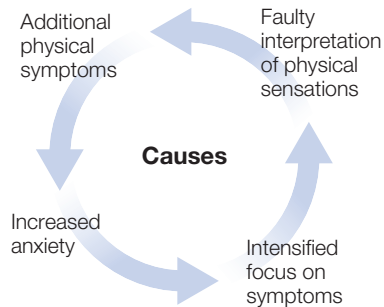 Additional
physical
symptoms
Faulty
interpretation
of physical
sensations
Causes
Increased
anxiety
Intensified
focus on
symptoms